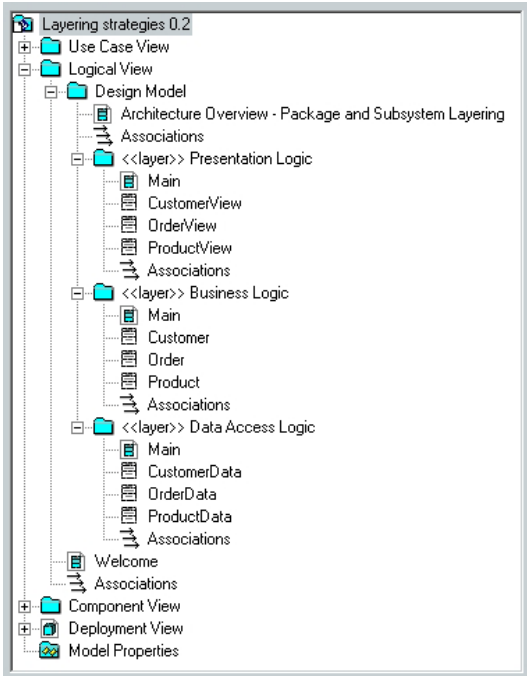 Layering strategies 0.2
Use Case View
Logical View
Design Model
Architecture Overview - Package and Subsystem Layering
Associations
<<layer>> Presentation Logic
Main
CustomerView
OrderView
ProductView
Associations
<<layer>> Business Logic
Main
Customer
Order
Product
Associations
<<layer>> Data Access Logic
Main
CustomerData
OrderData
ProductData
Associations
Welcome
Associations
Component View
Deployment View
Model Properties